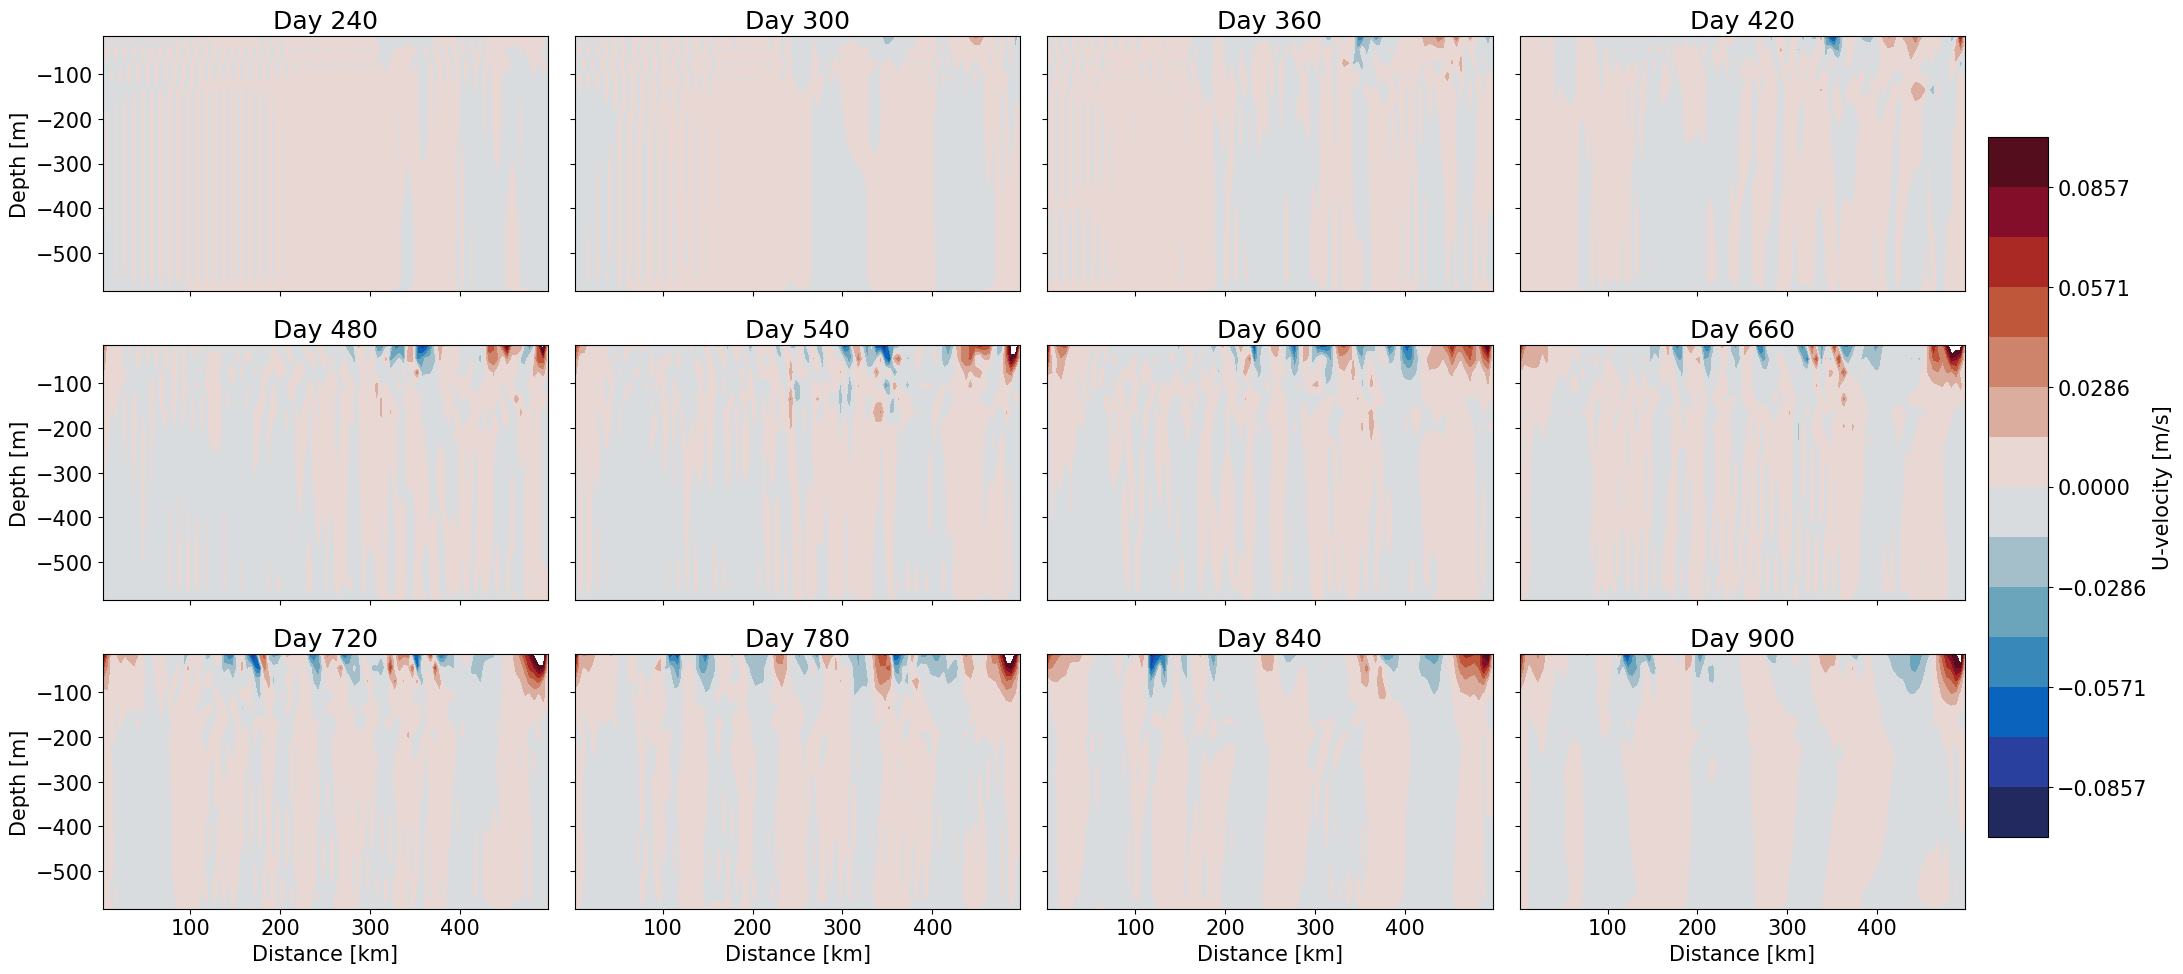 Day 240 Day 300 Day 360 Day 420
−100
−200
−300
−400
−500
Depth [m]
Day 480 Day 540 Day 600 Day 660
−100
−200
−300
−400
−500
Depth [m]
Day 720 Day 780 Day 840 Day 900
−100
−200
−300
−400
−500
Depth [m]
100 200 300 400 100 200 300 400 100 200 300 400 100 200 300 400
Distance [km] Distance [km] Distance [km] Distance [km]
0.0857
0.0571
0.0286
0.0000
−0.0286
−0.0571
−0.0857
U-velocity [m/s]